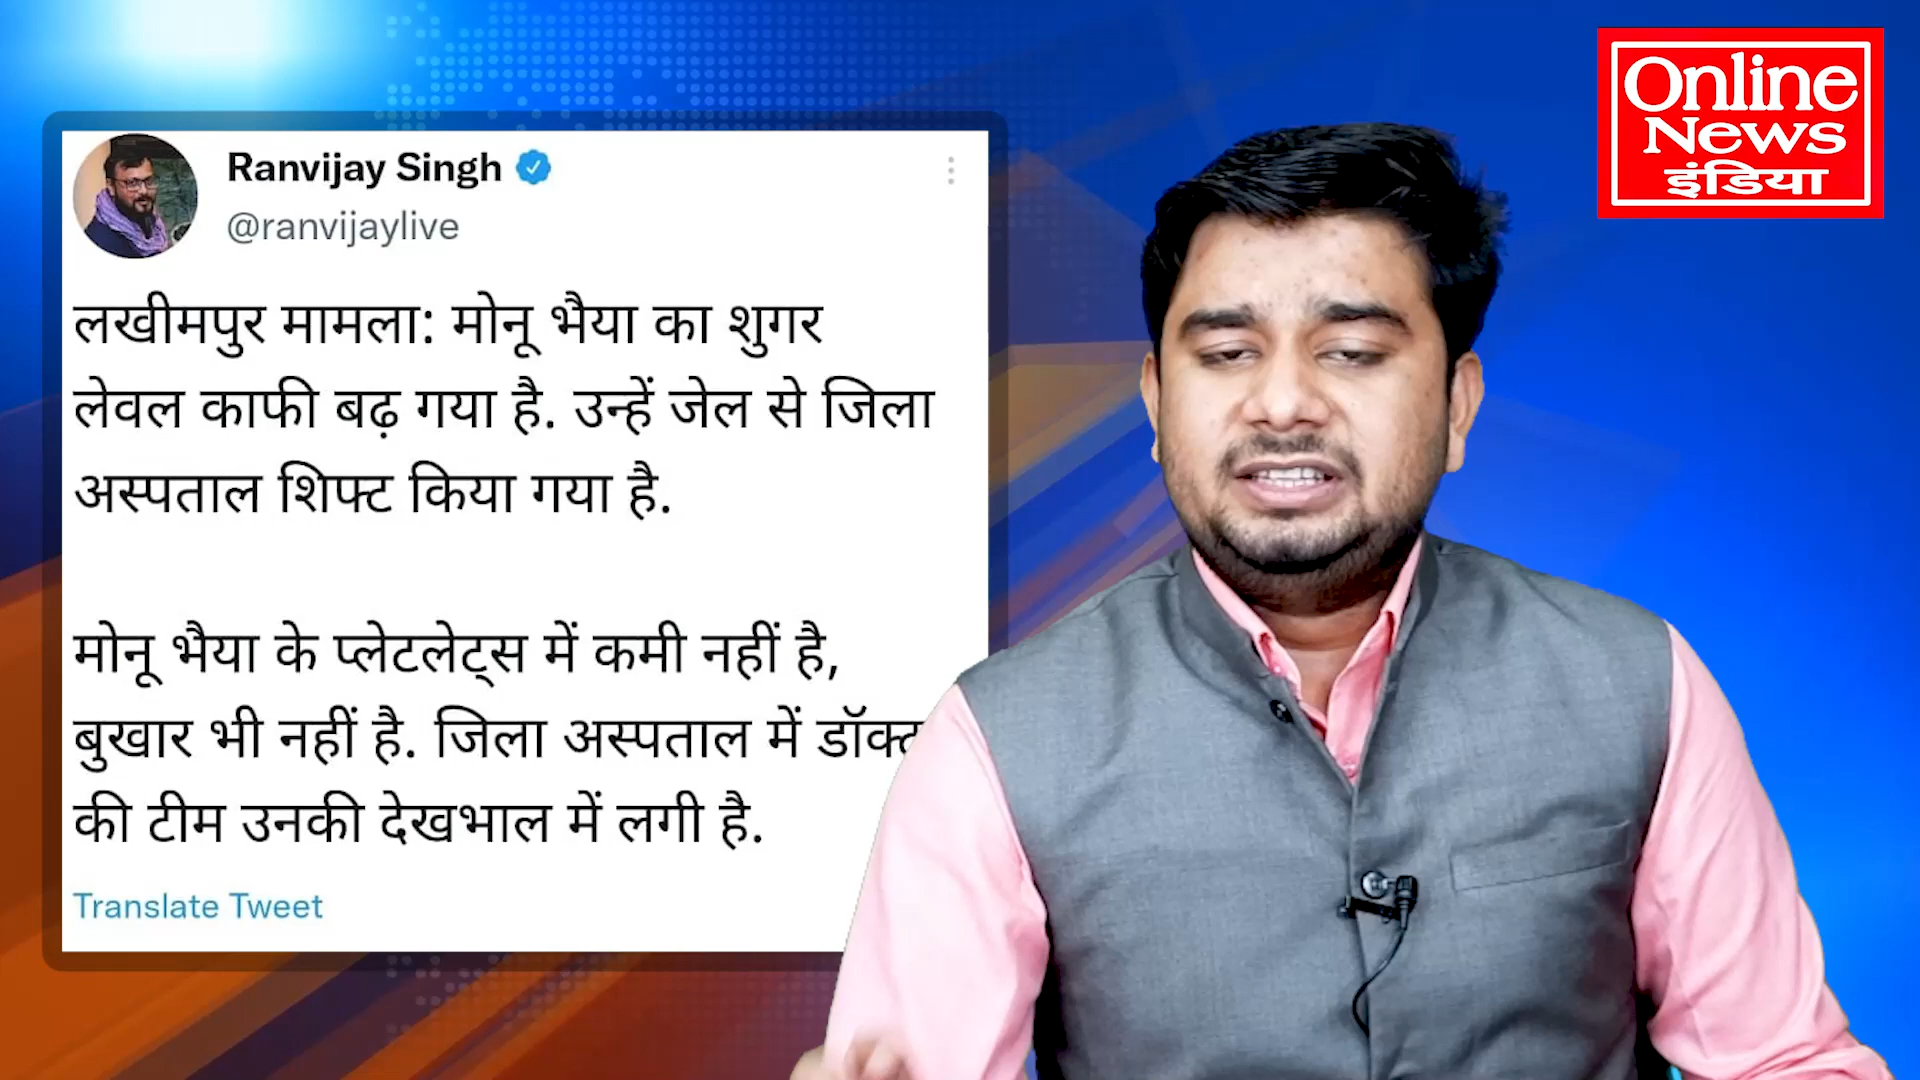 Ranvijay Singh
@ranvijaylive
लखीमपुर मामला: मोनू भैया का शुगर
लेवल काफी बढ़ गया है. उन्हें जेल से जिला
अस्पताल शिफ्ट किया गया है.
मोनू भैया के प्लेटलेट्स में कमी नहीं है,
बुखार भी नहीं है. जिला अस्पताल में
की टीम उनकी देखभाल में लगी है.
Translate Tweet
Online
News
इंडिया